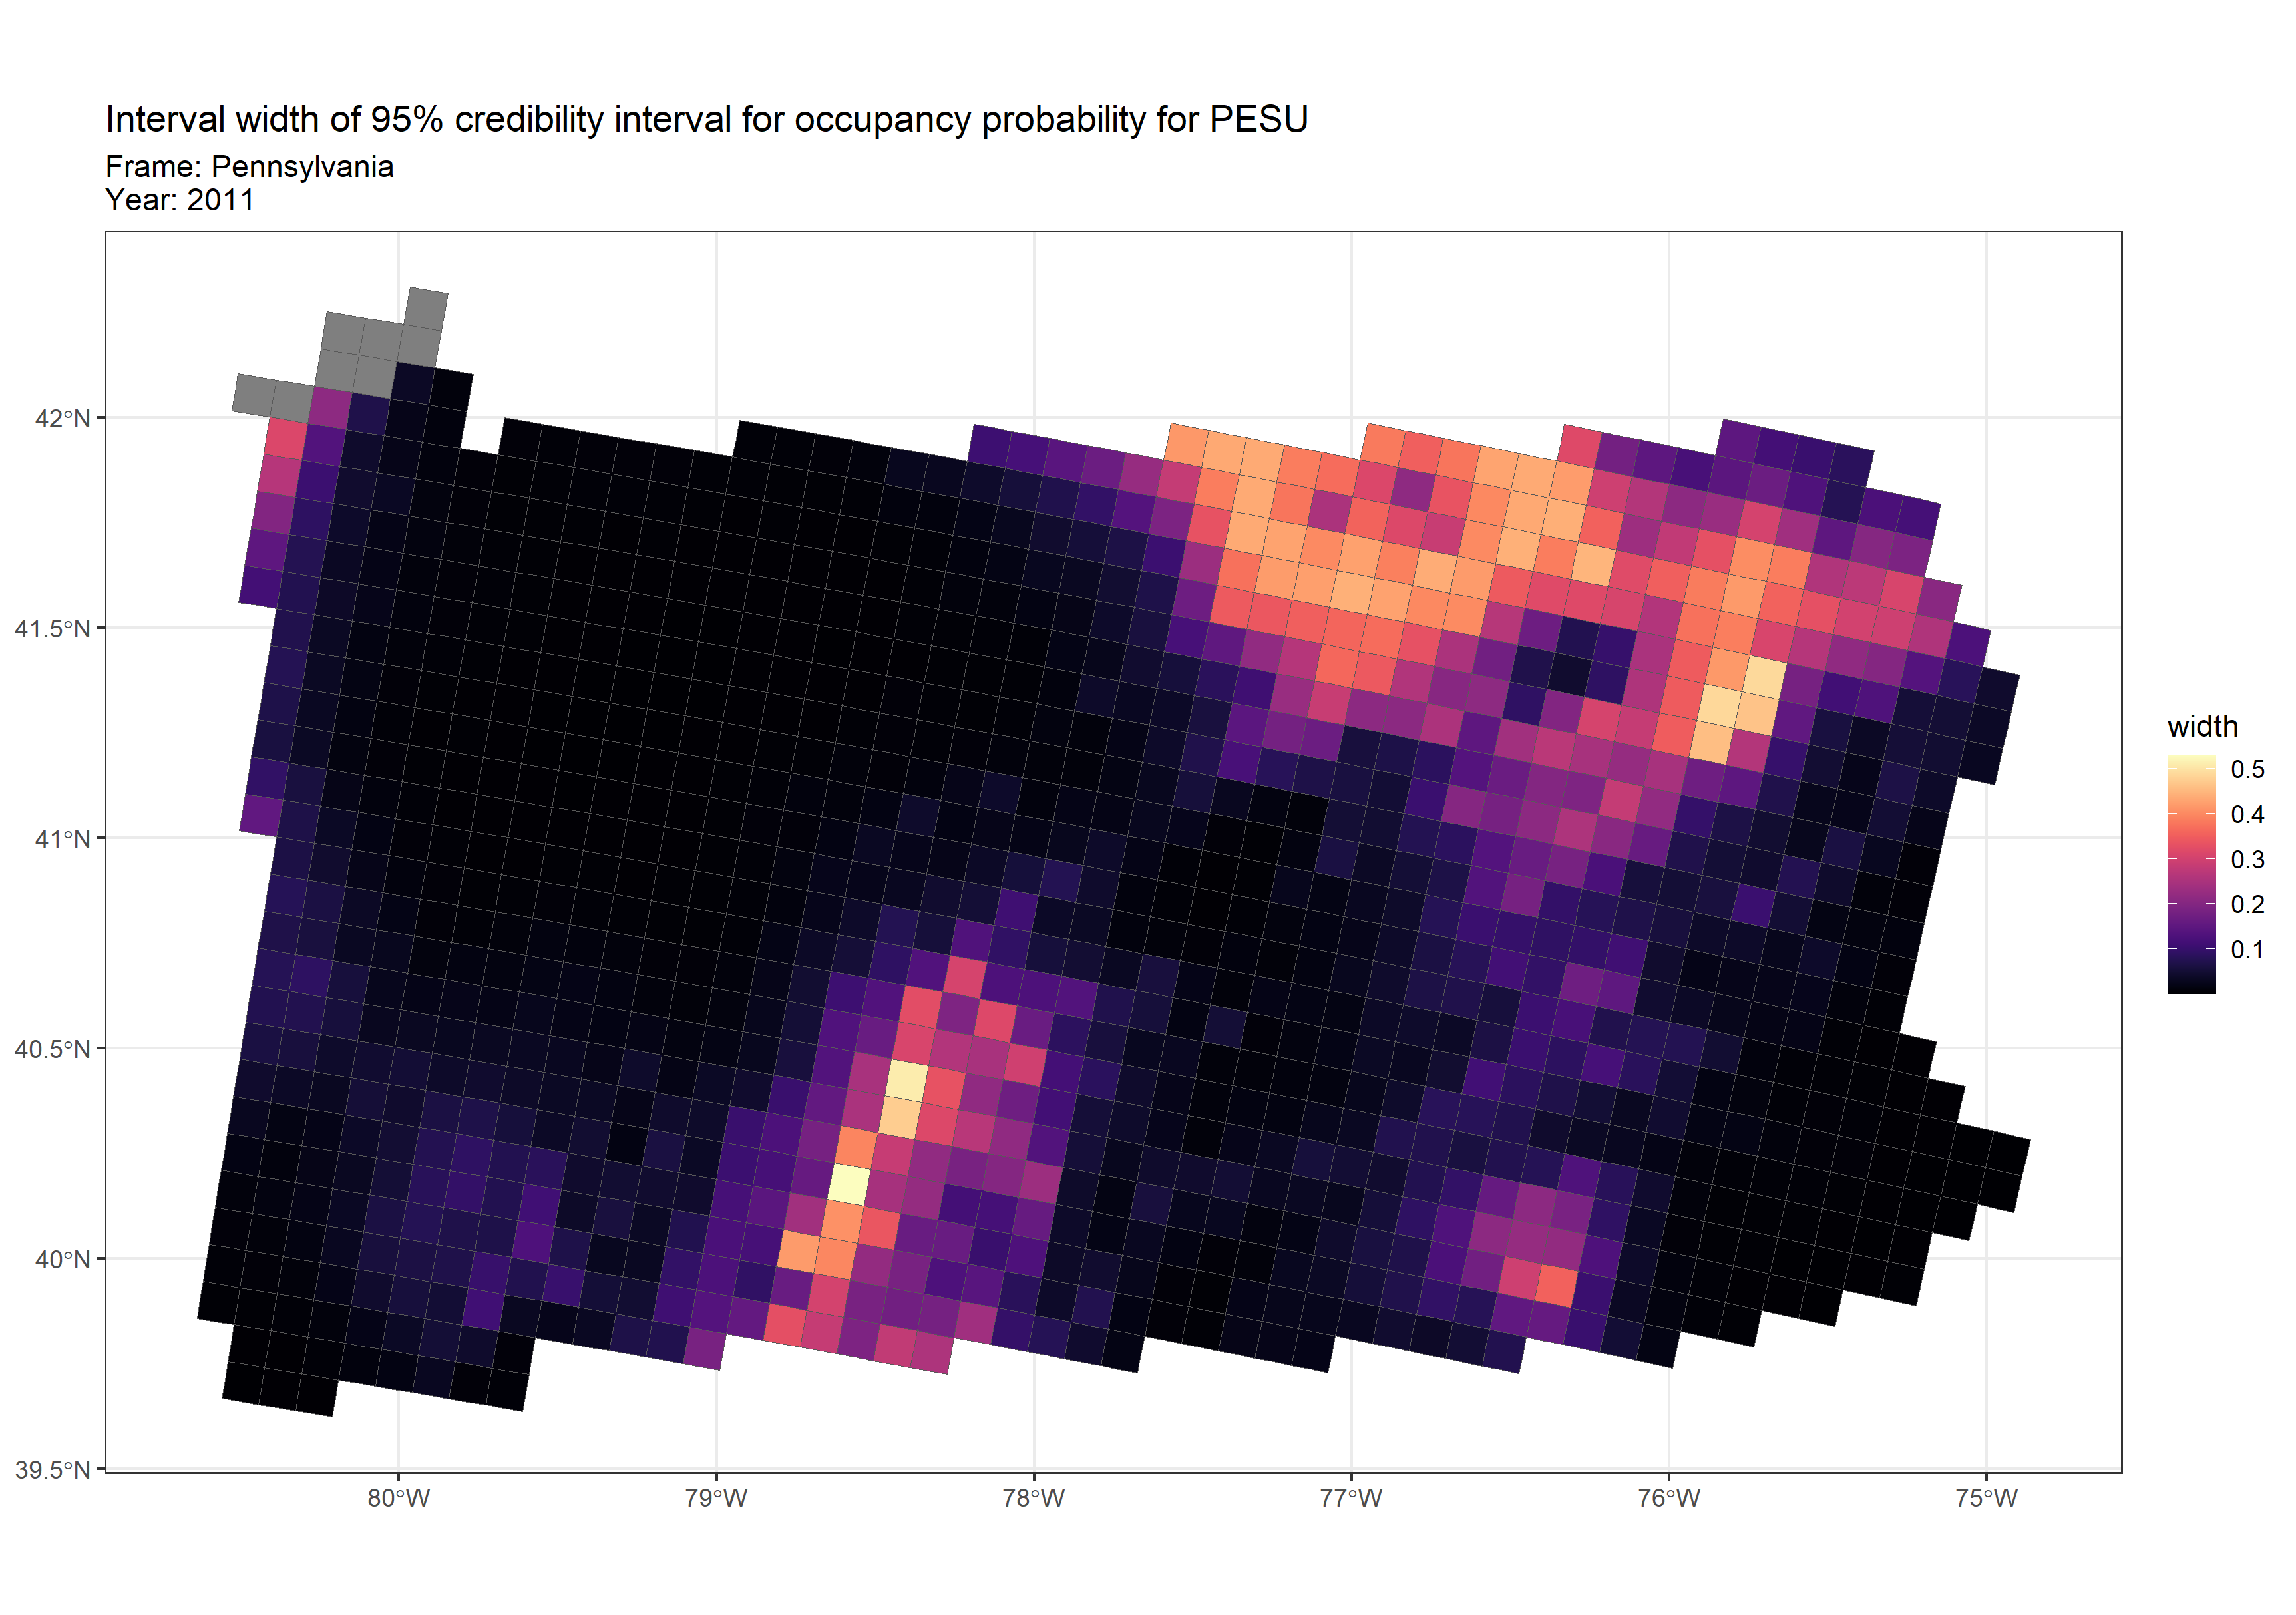 Interval width of 95% credibility interval for occupancy probability for PESU
Frame: Pennsylvania
Year: 2011
42°N
41.5°N
41°N
40.5°N
40°N
39.5°N
80°W
79°W
78°W
77°W
76°W
75°W
width
0.5
0.4
0.3
0.2
0.1